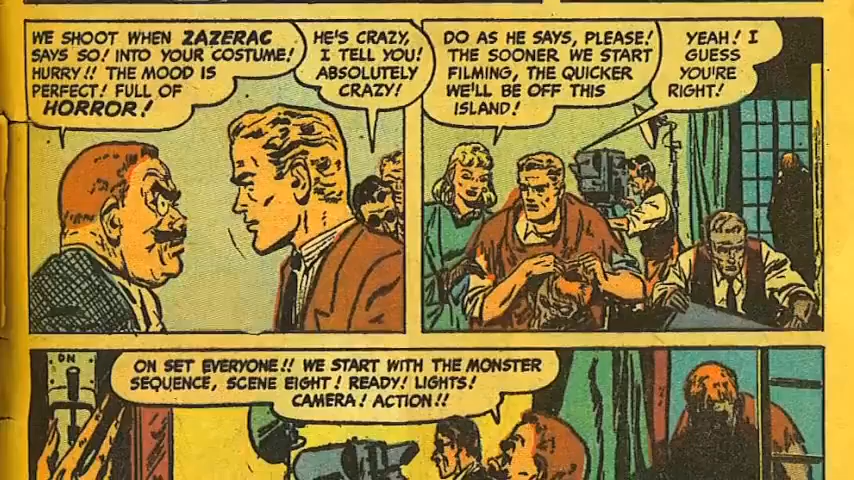 WE SHOOT WHEN ZAZERAC
SAYS SO! INTO YOUR COSTUME!
HURRY!! THE MOOD IS
PERFECT! FULL OF
HORROR!
HE'S CRAZY,
I TELL YOU!
ABSOLUTELY
CRAZY!
DO AS HE SAYS, PLEASE!
THE SOONER WE START
FILMING, THE QUICKER
WE'LL BE OFF THIS
ISLAND!
YEAH! I
GUESS
YOU'RE
RIGHT!
ON
ON SET EVERYONE!! WE START WITH THE MONSTER
SEQUENCE, SCENE EIGHT! READY! LIGHTS!
CAMERA! ACTION!!